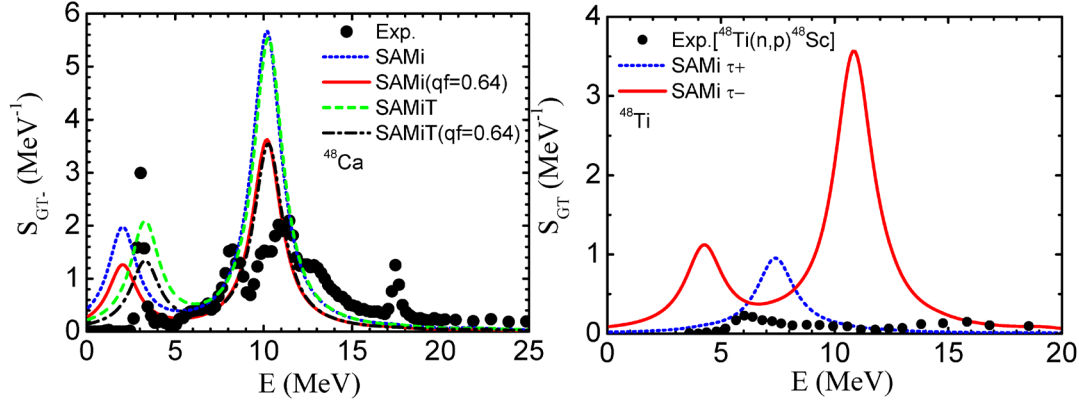 6
5
4
3
2
1
0
S_GT- (MeV⁻¹)
Exp.
SAMi
SAMi(qf=0.64)
SAMiT
SAMiT(qf=0.64)
⁴⁸Ca
0 5 10 15 20 25
E (MeV)
4
3
2
1
0
S_GT (MeV⁻¹)
Exp.[⁴⁸Ti(n,p)⁴⁸Sc]
SAMi τ+
SAMi τ−
⁴⁸Ti
0 5 10 15 20
E (MeV)